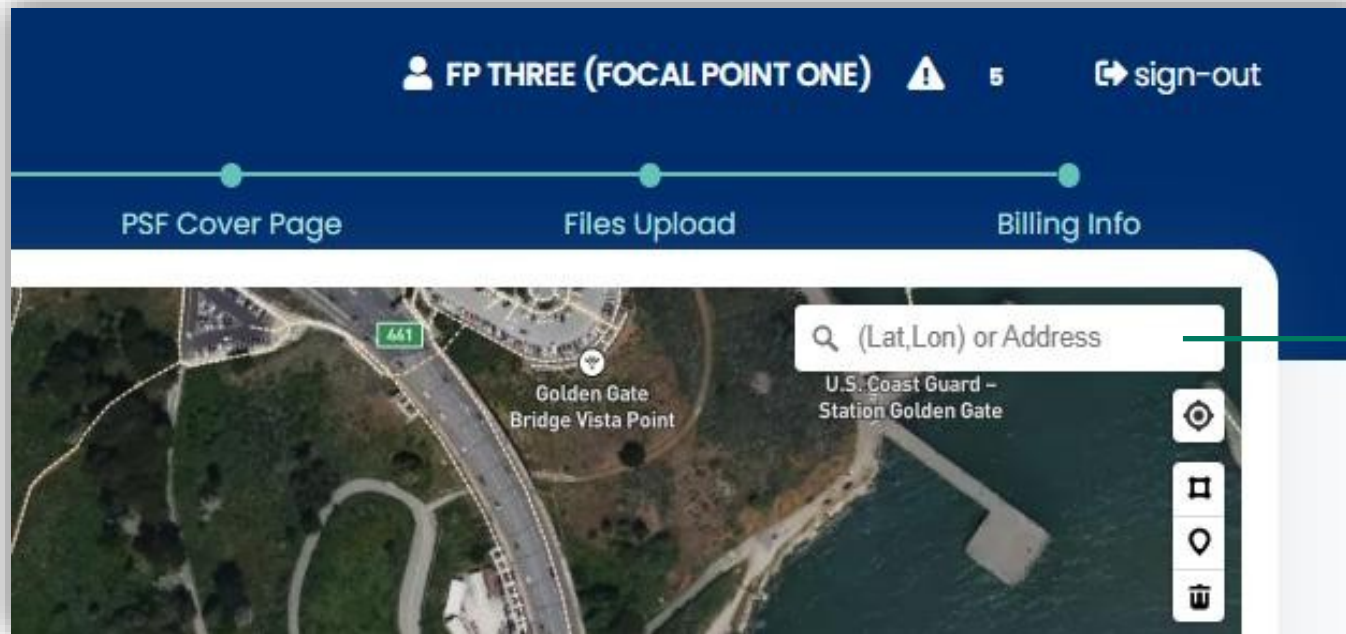 FP THREE (FOCAL POINT ONE) 5 sign-out
PSF Cover Page Files Upload Billing Info
(Lat,Lon) or Address
441
Golden Gate
Bridge Vista Point
U.S. Coast Guard –
Station Golden Gate